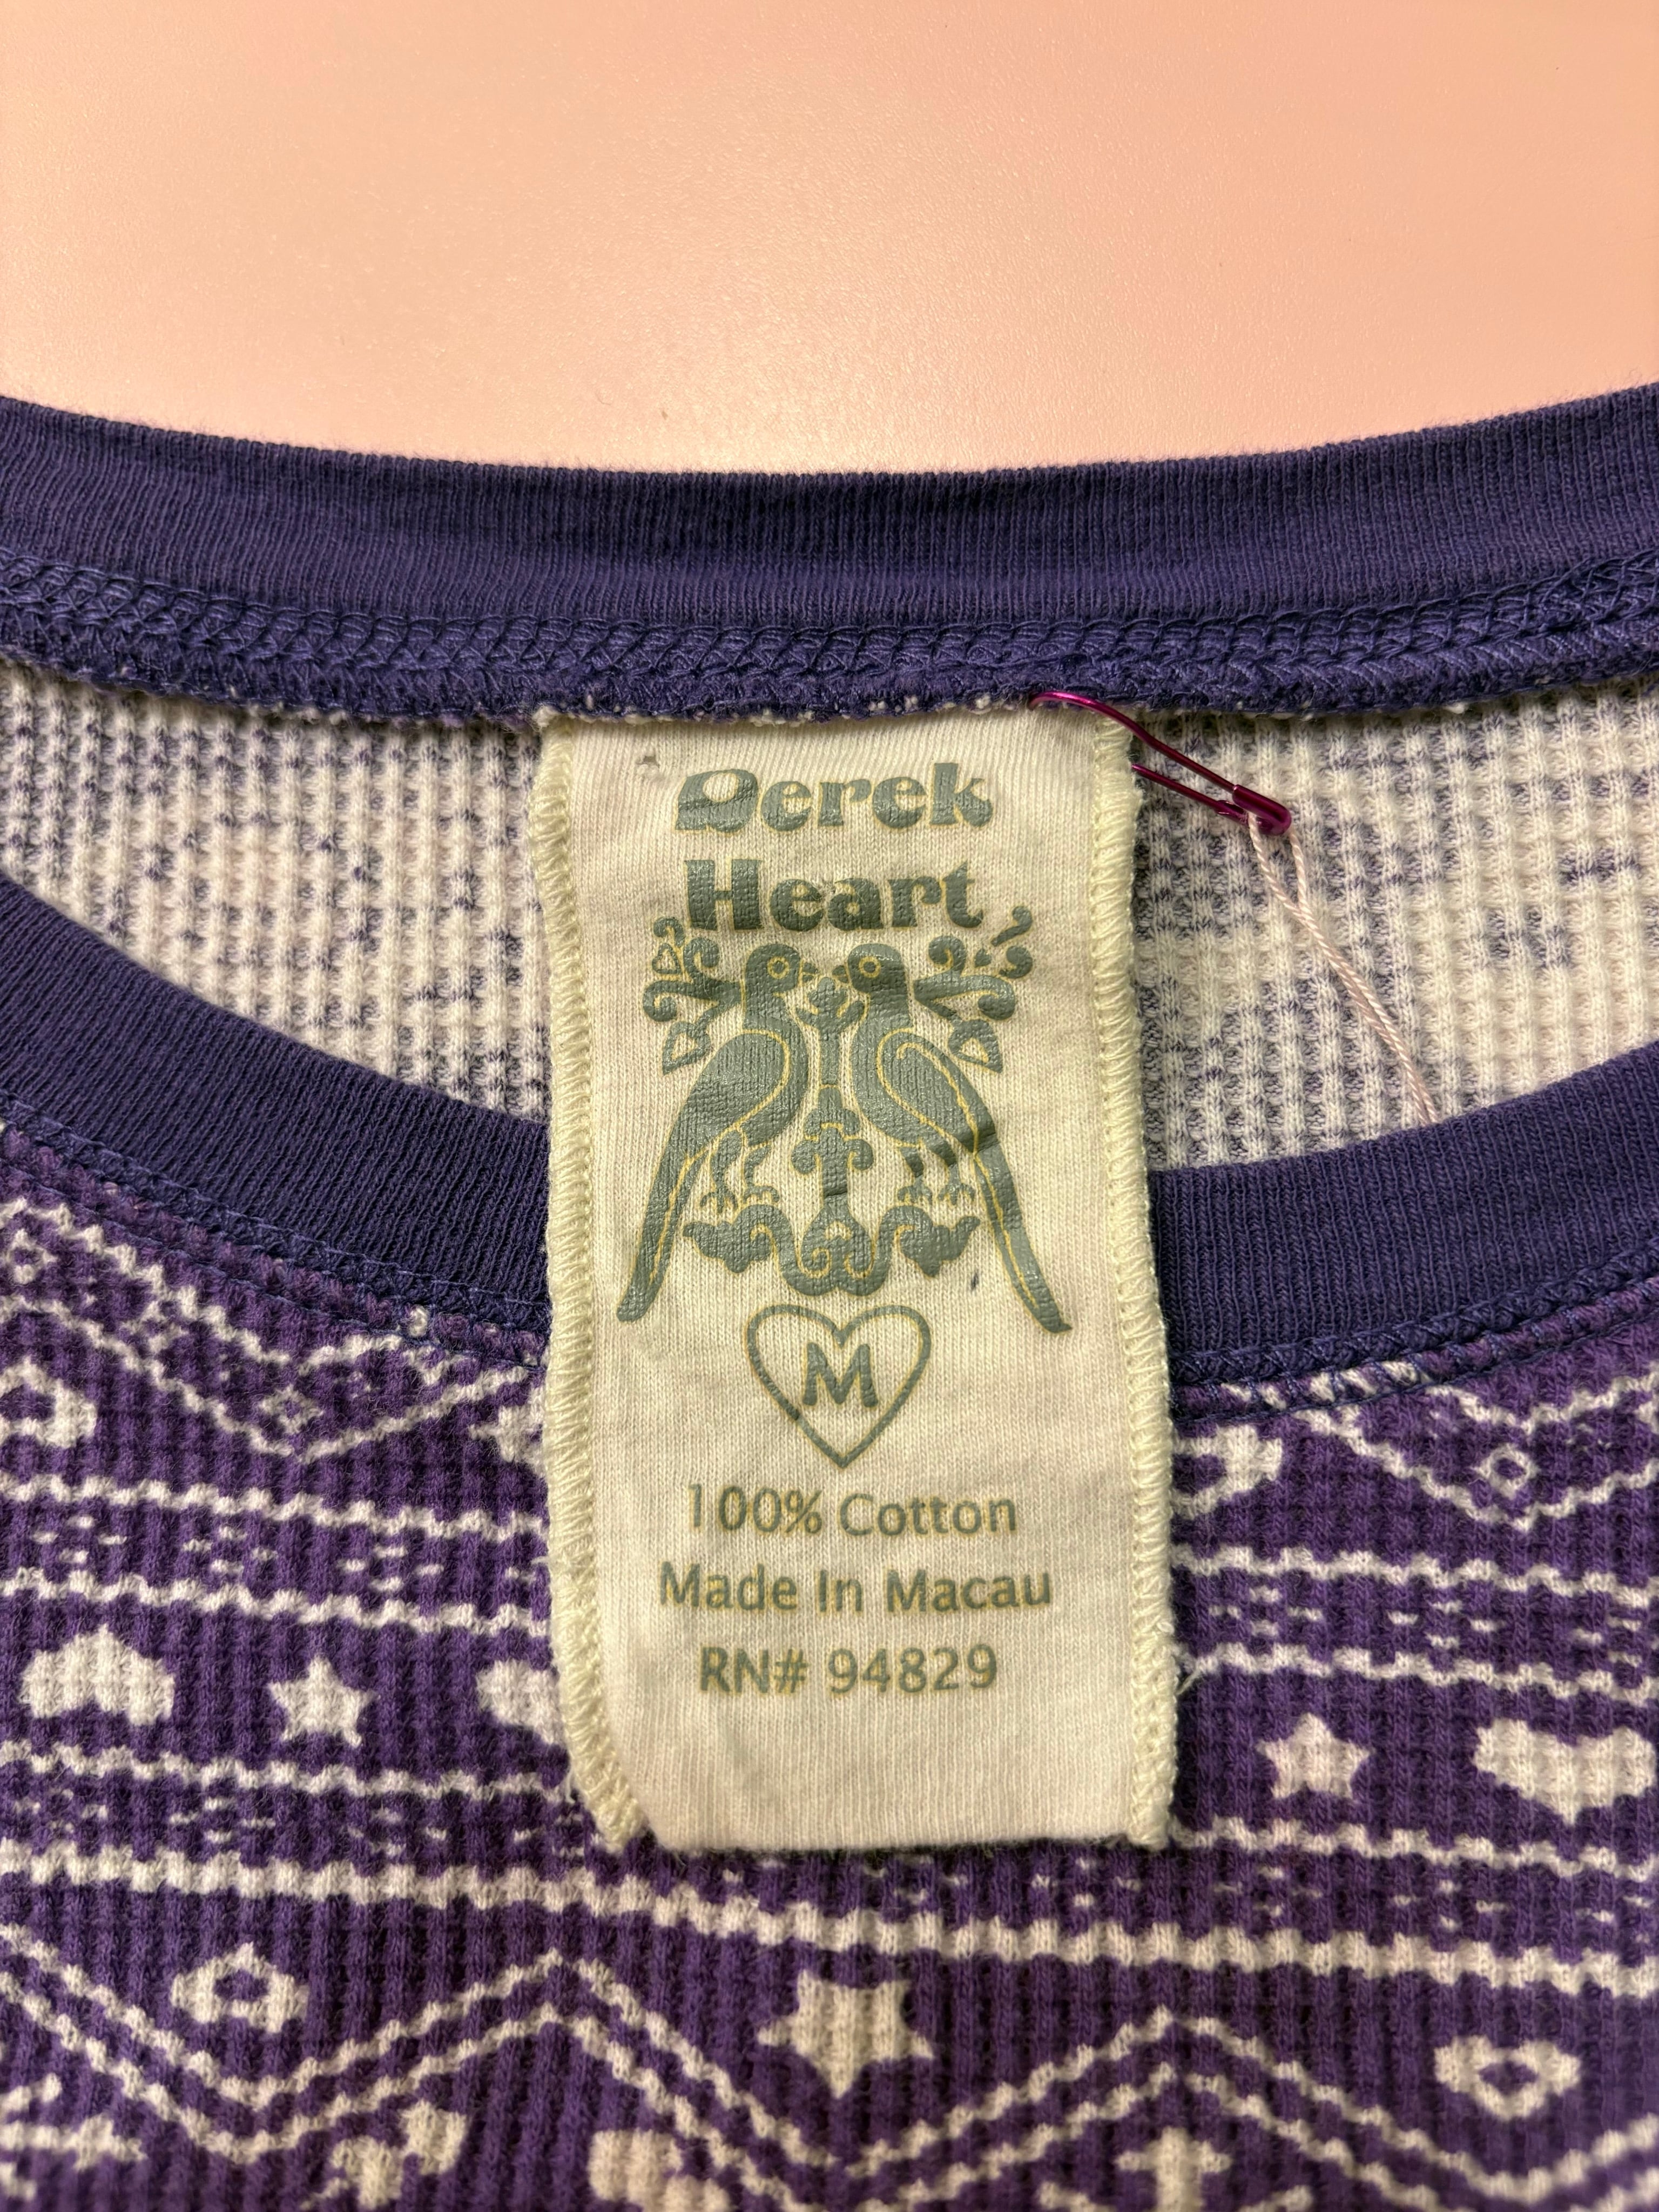 Derek
Heart
M
100% Cotton
Made In Macau
RN# 94829